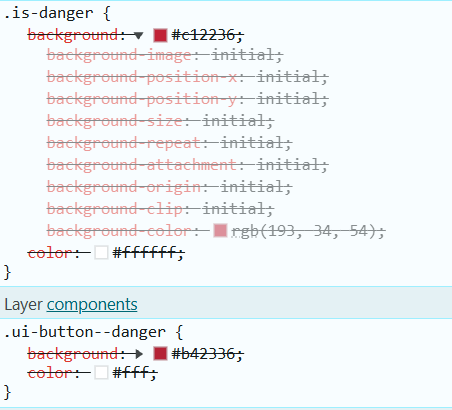 .is-danger {
background: ▼ #c12236;
background-image: initial;
background-position-x: initial;
background-position-y: initial;
background-size: initial;
background-repeat: initial;
background-attachment: initial;
background-origin: initial;
background-clip: initial;
background-color: rgb(193, 34, 54);
color: #ffffff;
}
Layer components
.ui-button--danger {
background: ▶ #b42336;
color: #fff;
}